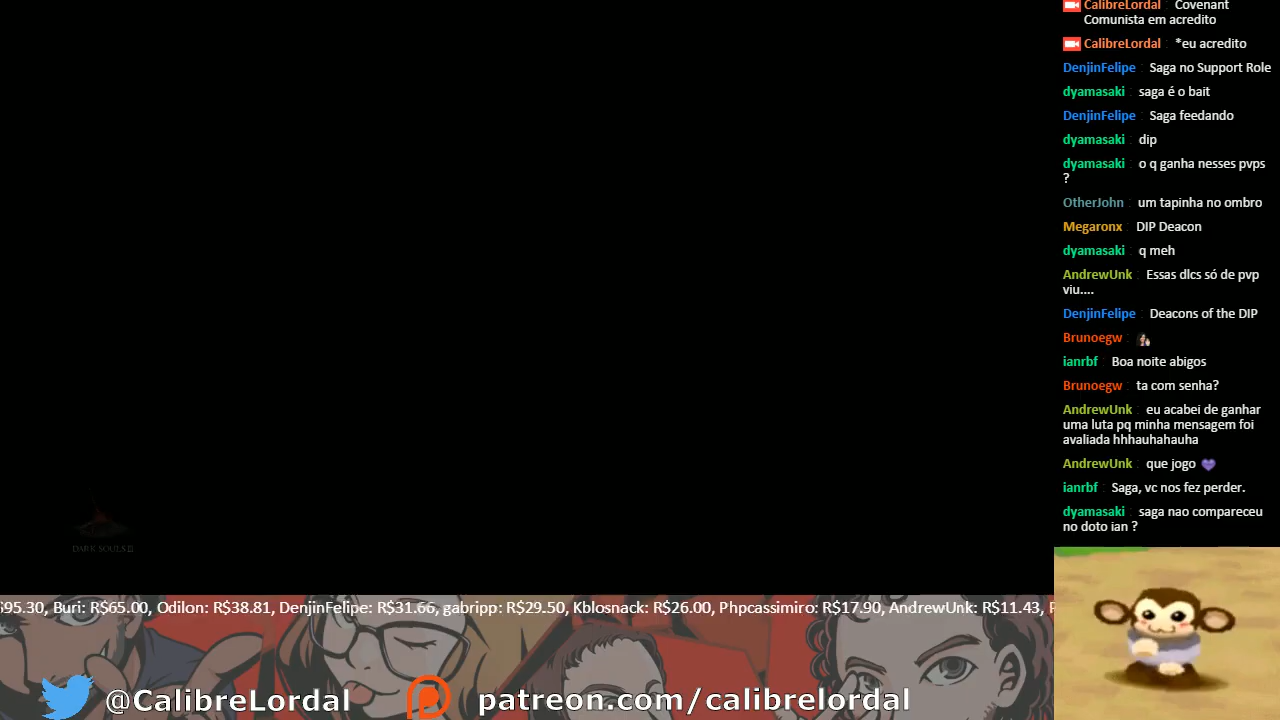 CalibreLordal : Covenant
Comunista em acredito
CalibreLordal : *eu acredito
DenjinFelipe : Saga no Support Role
dyamasaki : saga é o bait
DenjinFelipe : Saga feedando
dyamasaki : dip
dyamasaki : o q ganha nesses pvps
?
OtherJohn : um tapinha no ombro
Megaronx : DIP Deacon
dyamasaki : q meh
AndrewUnk : Essas dlcs só de pvp
viu....
DenjinFelipe : Deacons of the DIP
Brunoegw :
ianrbf : Boa noite abigos
Brunoegw : ta com senha?
AndrewUnk : eu acabei de ganhar
uma luta pq minha mensagem foi
avaliada hhhauhahauha
AndrewUnk : que jogo
ianrbf : Saga, vc nos fez perder.
dyamasaki : saga nao compareceu
no doto ian ?
DARK SOULS III
$95.30, Buri: R$65.00, Odilon: R$38.81, DenjinFelipe: R$31.66, gabripp: R$29.50, Kblosnack: R$26.00, Phpcassimiro: R$17.90, AndrewUnk: R$11.43,
@CalibreLordal
patreon.com/calibrelordal